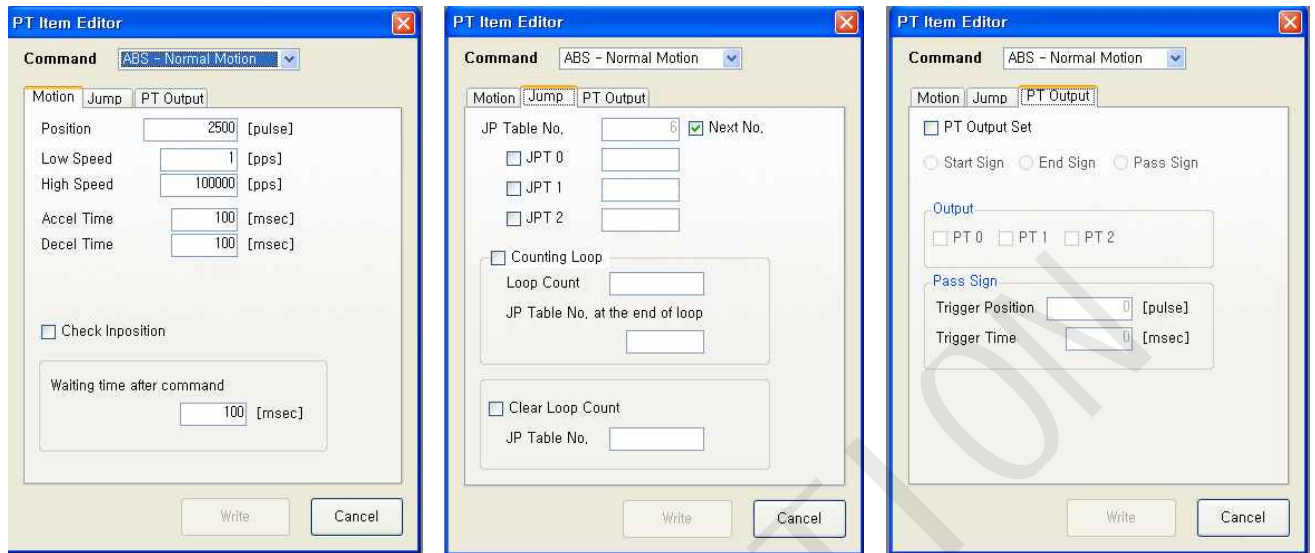 PT Item Editor
Command ABS - Normal Motion
Motion Jump PT Output
Position 2500 [pulse]
Low Speed 1 [pps]
High Speed 100000 [pps]
Accel Time 100 [msec]
Decel Time 100 [msec]
Check Inposition
Waiting time after command
100 [msec]
Write Cancel
PT Item Editor
Command ABS - Normal Motion
Motion Jump PT Output
JP Table No. 6 Next No.
JPT 0
JPT 1
JPT 2
Counting Loop
Loop Count
JP Table No. at the end of loop
Clear Loop Count
JP Table No.
Write Cancel
PT Item Editor
Command ABS - Normal Motion
Motion Jump PT Output
PT Output Set
Start Sign End Sign Pass Sign
Output
PT 0 PT 1 PT 2
Pass Sign
Trigger Position 0 [pulse]
Trigger Time 0 [msec]
Write Cancel
TION